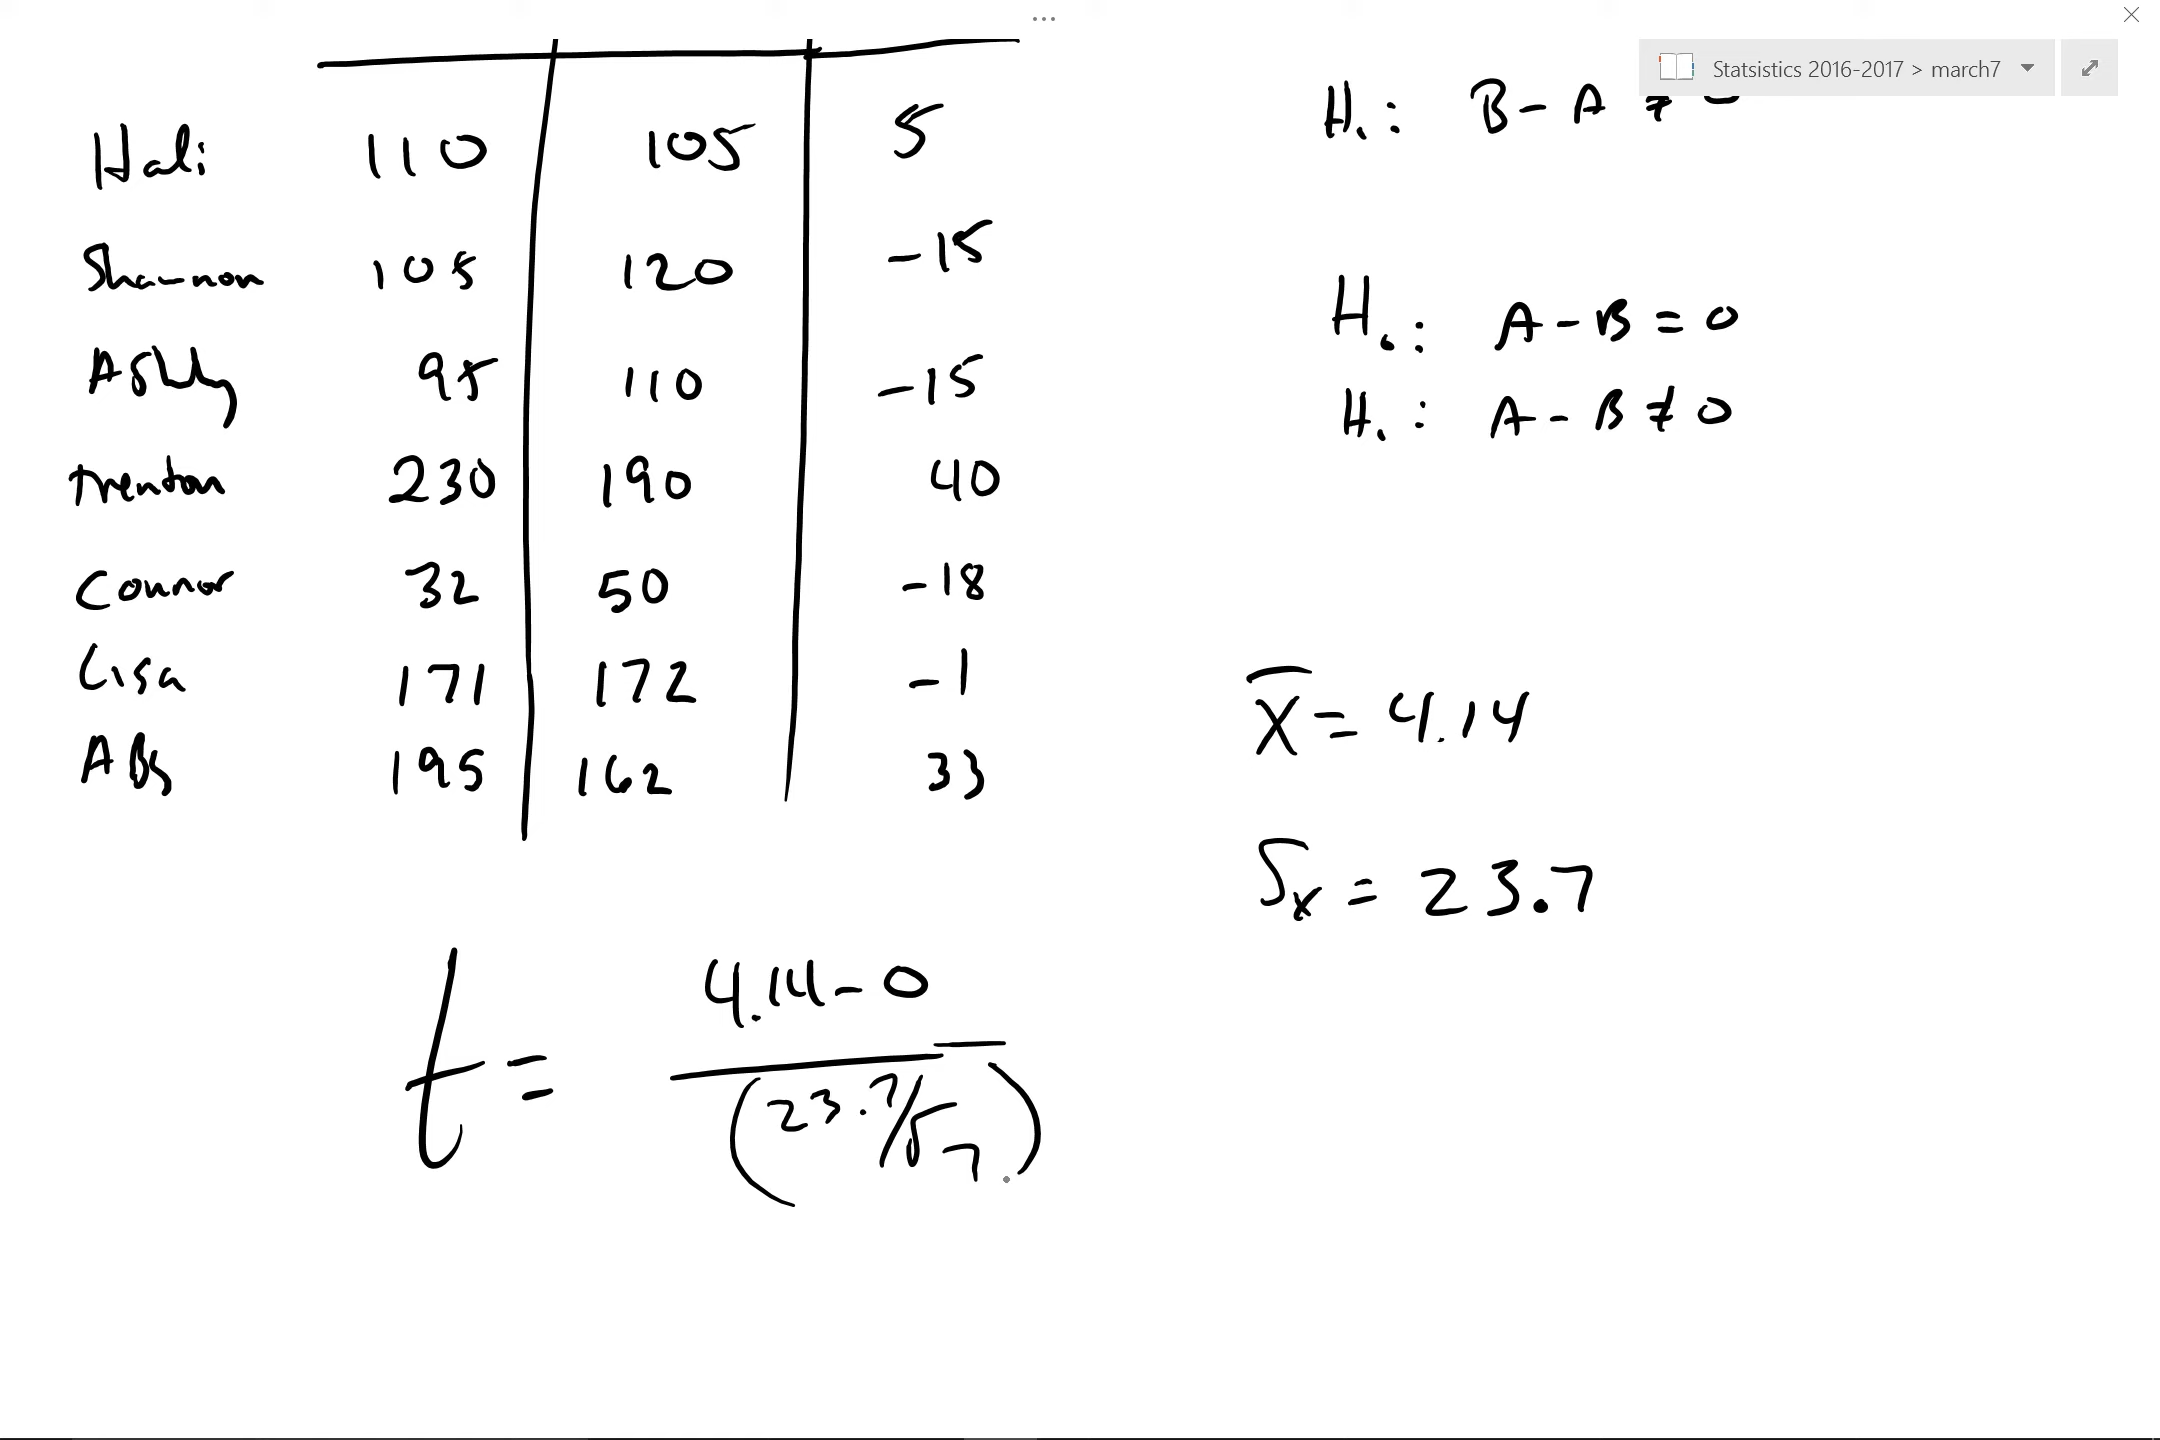 ...
Statsistics 2016-2017 > march7
H₁: B - A ≠
Hali 110 105 5
Shannon 105 120 -15
Ashly 95 110 -15
trenton 230 190 40
Connor 32 50 -18
Lisa 171 172 -1
195 162 33
H₀: A - B = 0
H₁: A - B ≠ 0
x̄ = 4.14
Sx = 23.7
t = 4.14 - 0
(23.7/√7)